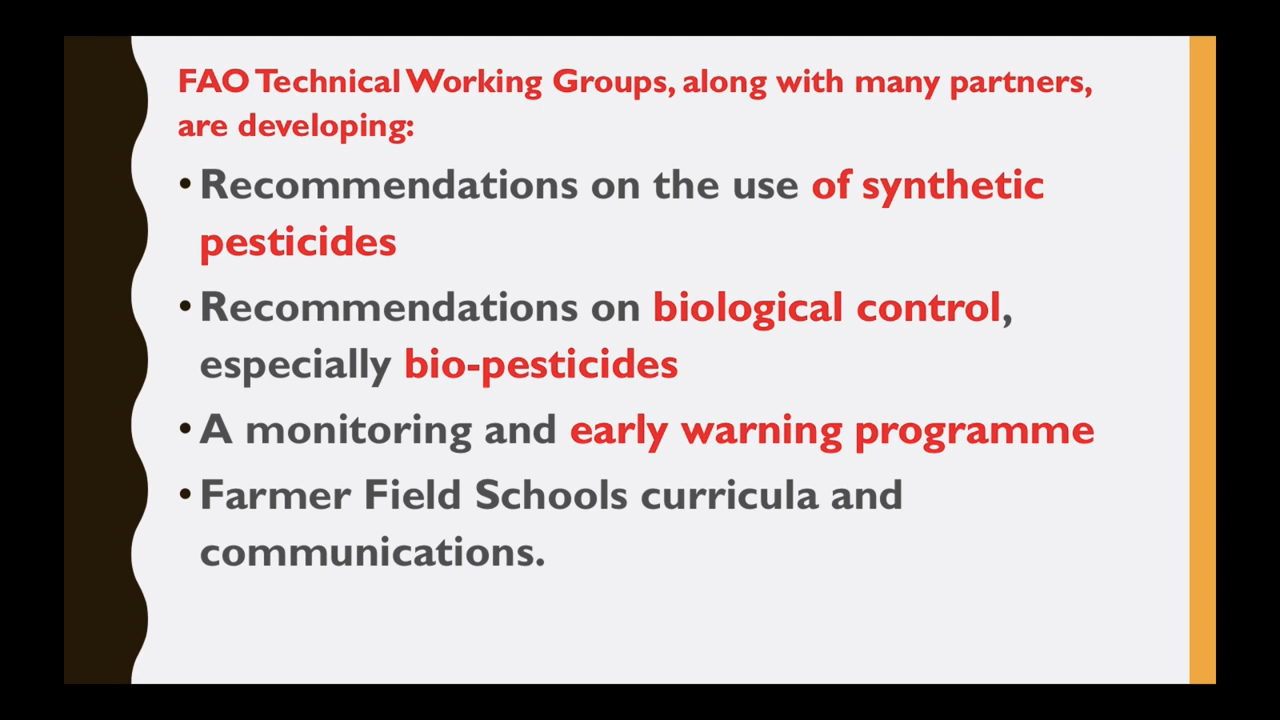 FAO Technical Working Groups, along with many partners,
are developing:
• Recommendations on the use of synthetic
pesticides
• Recommendations on biological control,
especially bio-pesticides
• A monitoring and early warning programme
• Farmer Field Schools curricula and
communications.